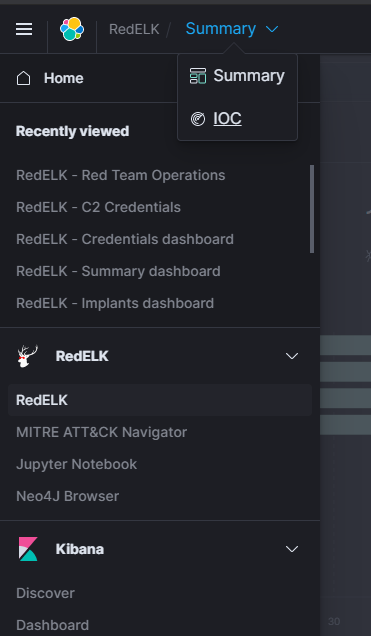 RedELK / Summary
Summary
IOC
Home
Recently viewed
RedELK - Red Team Operations
RedELK - C2 Credentials
RedELK - Credentials dashboard
RedELK - Summary dashboard
RedELK - Implants dashboard
RedELK
RedELK
MITRE ATT&CK Navigator
Jupyter Notebook
Neo4J Browser
Kibana
Discover
Dashboard
30